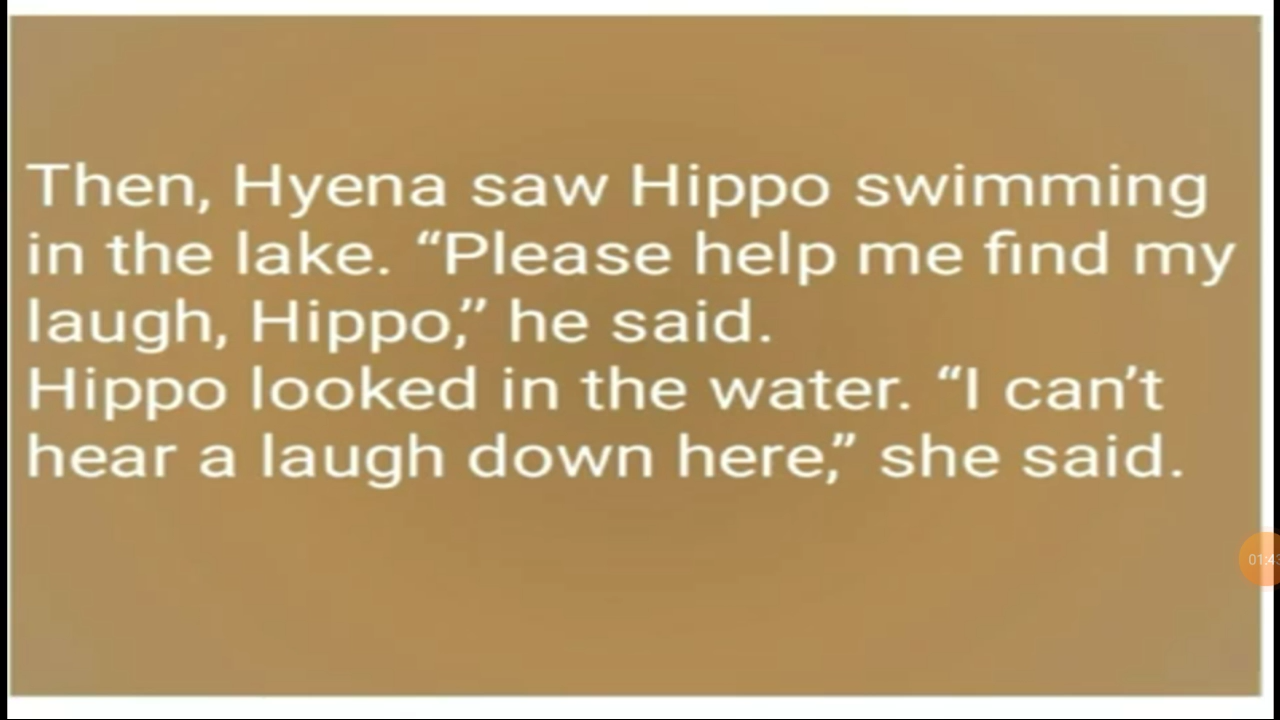 Then, Hyena saw Hippo swimming
in the lake. “Please help me find my
laugh, Hippo,” he said.
Hippo looked in the water. “I can’t
hear a laugh down here,” she said.